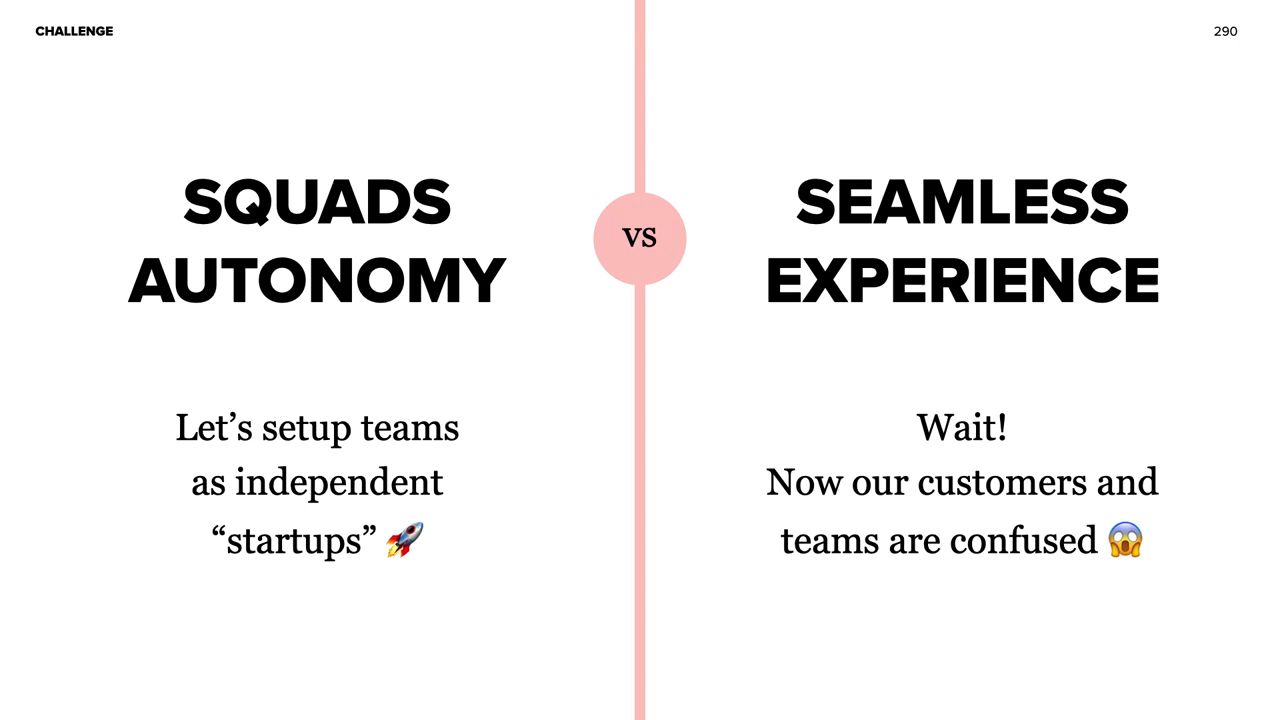 CHALLENGE
290
SQUADS
AUTONOMY
vs
SEAMLESS
EXPERIENCE
Let’s setup teams
as independent
“startups” 🚀
Wait!
Now our customers and
teams are confused 😱